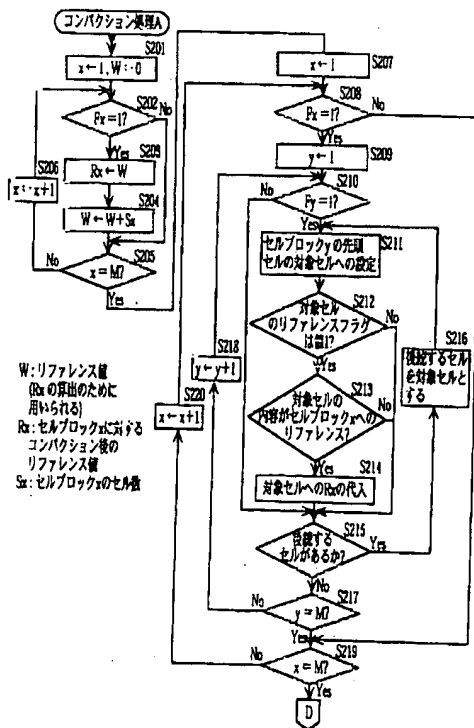 コンパクション処理A
S201
x←1, W←0
S202
Fx=1?
No
Yes
S203
Rx←W
S204
W←W+Sx
S205
x=M?
No
Yes
S206
x←x+1
S207
x←1
S208
Fx=1?
No
Yes
S209
y←1
S210
Fy=1?
No
Yes
S211
セルブロックyの先頭
セルの対象セルへの設定
S212
対象セル
のリファレンスフラグ
は値1?
No
Yes
S213
対象セルの
内容がセルブロックxへの
リファレンス?
No
Yes
S214
対象セルへのRxの代入
S215
後続する
セルがあるか?
Yes
No
S216
後続するセル
を対象セルと
する
S217
y=M?
No
Yes
S218
y←y+1
S219
x=M?
No
Yes
S220
x←x+1
D
W:リファレンス値
(Rxの算出のために
用いられる)
Rx:セルブロックxに対する
コンパクション後の
リファレンス値
Sx:セルブロックxのセル数